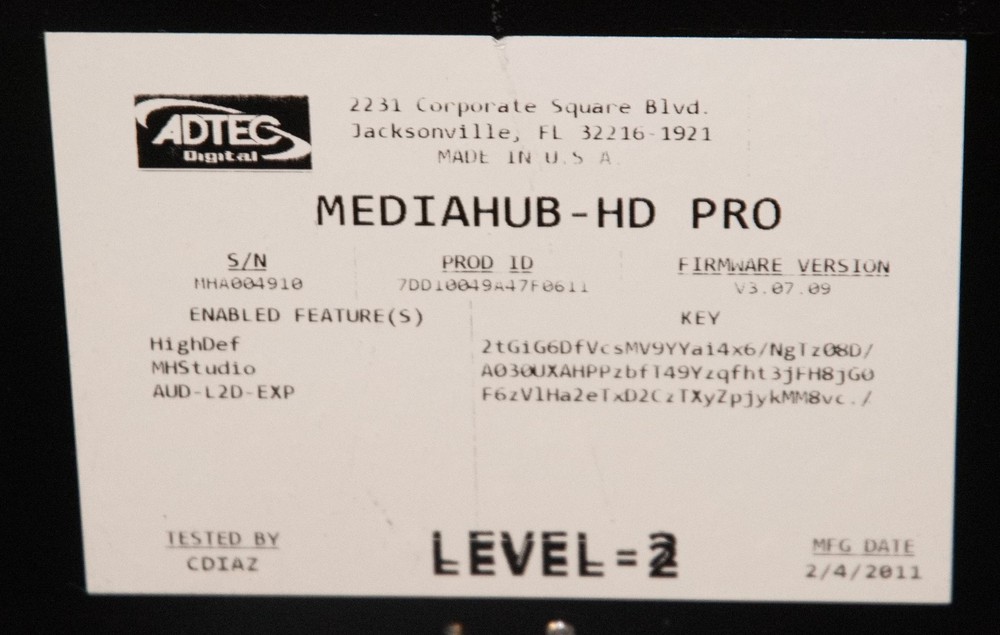 ADTEC
Digital
2231 Corporate Square Blvd.
Jacksonville, FL 32216-1921
MADE IN U.S.A.
MEDIAHUB-HD PRO
S/N PROD ID FIRMWARE VERSION
MHA004910 7DD10049A47F0611 V3.07.09
ENABLED FEATURE(S) KEY
HighDef 2tGiG6DfVcsMV9YYai4x6/NgTz08D/
MHStudio A030UXAHPPzbfT49Yzqfht3jFH8jG0
AUD-L2D-EXP F6zVlHa2eTxD2CzTXyZpjykMM8vc./
TESTED BY LEVEL=2 MFG DATE
CDIAZ 2/4/2011